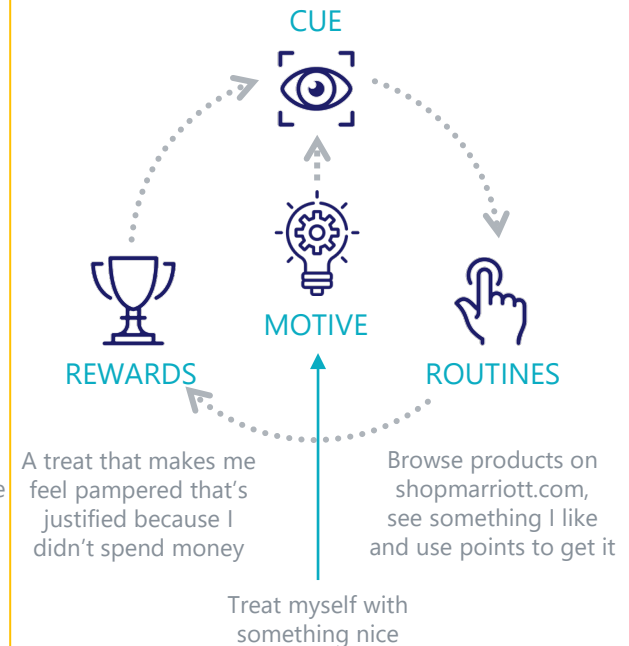 CUE
MOTIVE
REWARDS
ROUTINES
A treat that makes me
feel pampered that's
justified because I
didn't spend money
Browse products on
shopmarriott.com,
see something I like
and use points to get it
Treat myself with
something nice